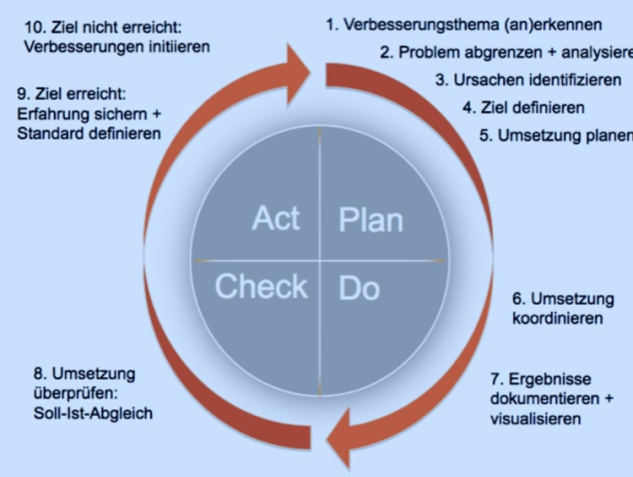 1. Verbesserungsthema (an)erkennen
2. Problem abgrenzen + analysiere
3. Ursachen identifizieren
4. Ziel definieren
5. Umsetzung planen
6. Umsetzung
koordinieren
7. Ergebnisse
dokumentieren +
visualisieren
8. Umsetzung
überprüfen:
Soll-Ist-Abgleich
9. Ziel erreicht:
Erfahrung sichern +
Standard definieren
10. Ziel nicht erreicht:
Verbesserungen initiieren
Act
Plan
Check
Do